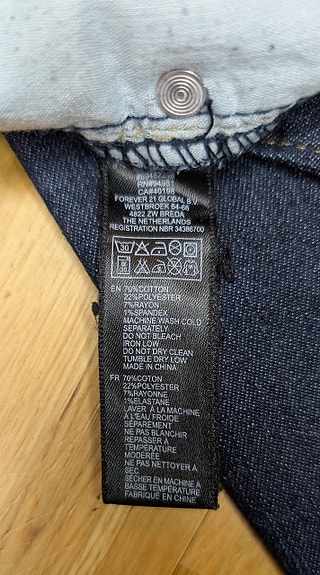 RN#94981
CA#40198
FOREVER 21 GLOBAL B.V.
WESTBROEK 64-66
4822 ZW BREDA
THE NETHERLANDS
REGISTRATION NBR 34386700
30
EN 70%COTTON
22%POLYESTER
7%RAYON
1%SPANDEX
MACHINE WASH COLD
SEPARATELY
DO NOT BLEACH
IRON LOW
DO NOT DRY CLEAN
TUMBLE DRY LOW
MADE IN CHINA
FR 70%COTON
22%POLYESTER
7%RAYONNE
1%ELASTANE
LAVER À LA MACHINE
À L'EAU FROIDE
SÉPARÉMENT
NE PAS BLANCHIR
REPASSER À
TEMPÉRATURE
MODÉRÉE
NE PAS NETTOYER À
SEC
SÉCHER EN MACHINE À
BASSE TEMPÉRATURE
FABRIQUÉ EN CHINE